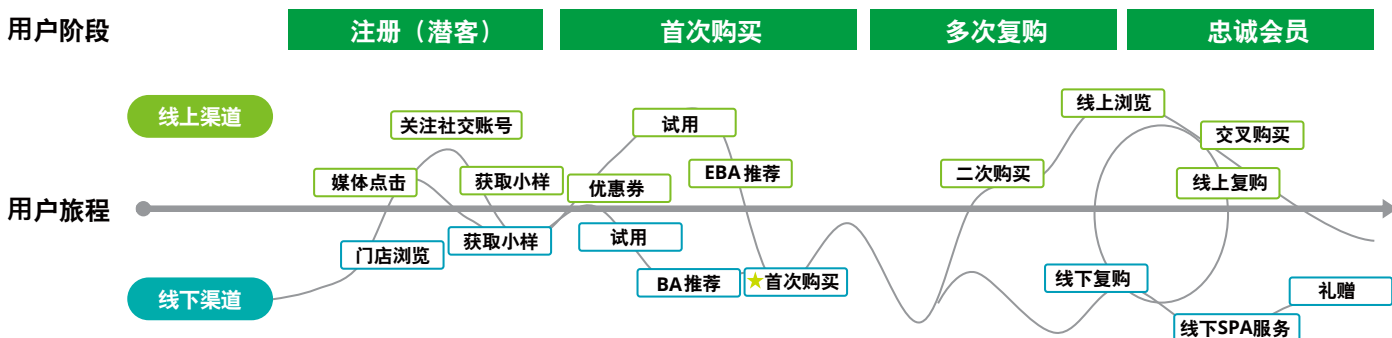 用户阶段
注册（潜客）
首次购买
多次复购
忠诚会员
线上渠道
关注社交账号
试用
线上浏览
交叉购买
媒体点击
获取小样
优惠券
EBA推荐
二次购买
线上复购
用户旅程
门店浏览
获取小样
试用
BA推荐
首次购买
线下复购
礼赠
线下渠道
线下SPA服务